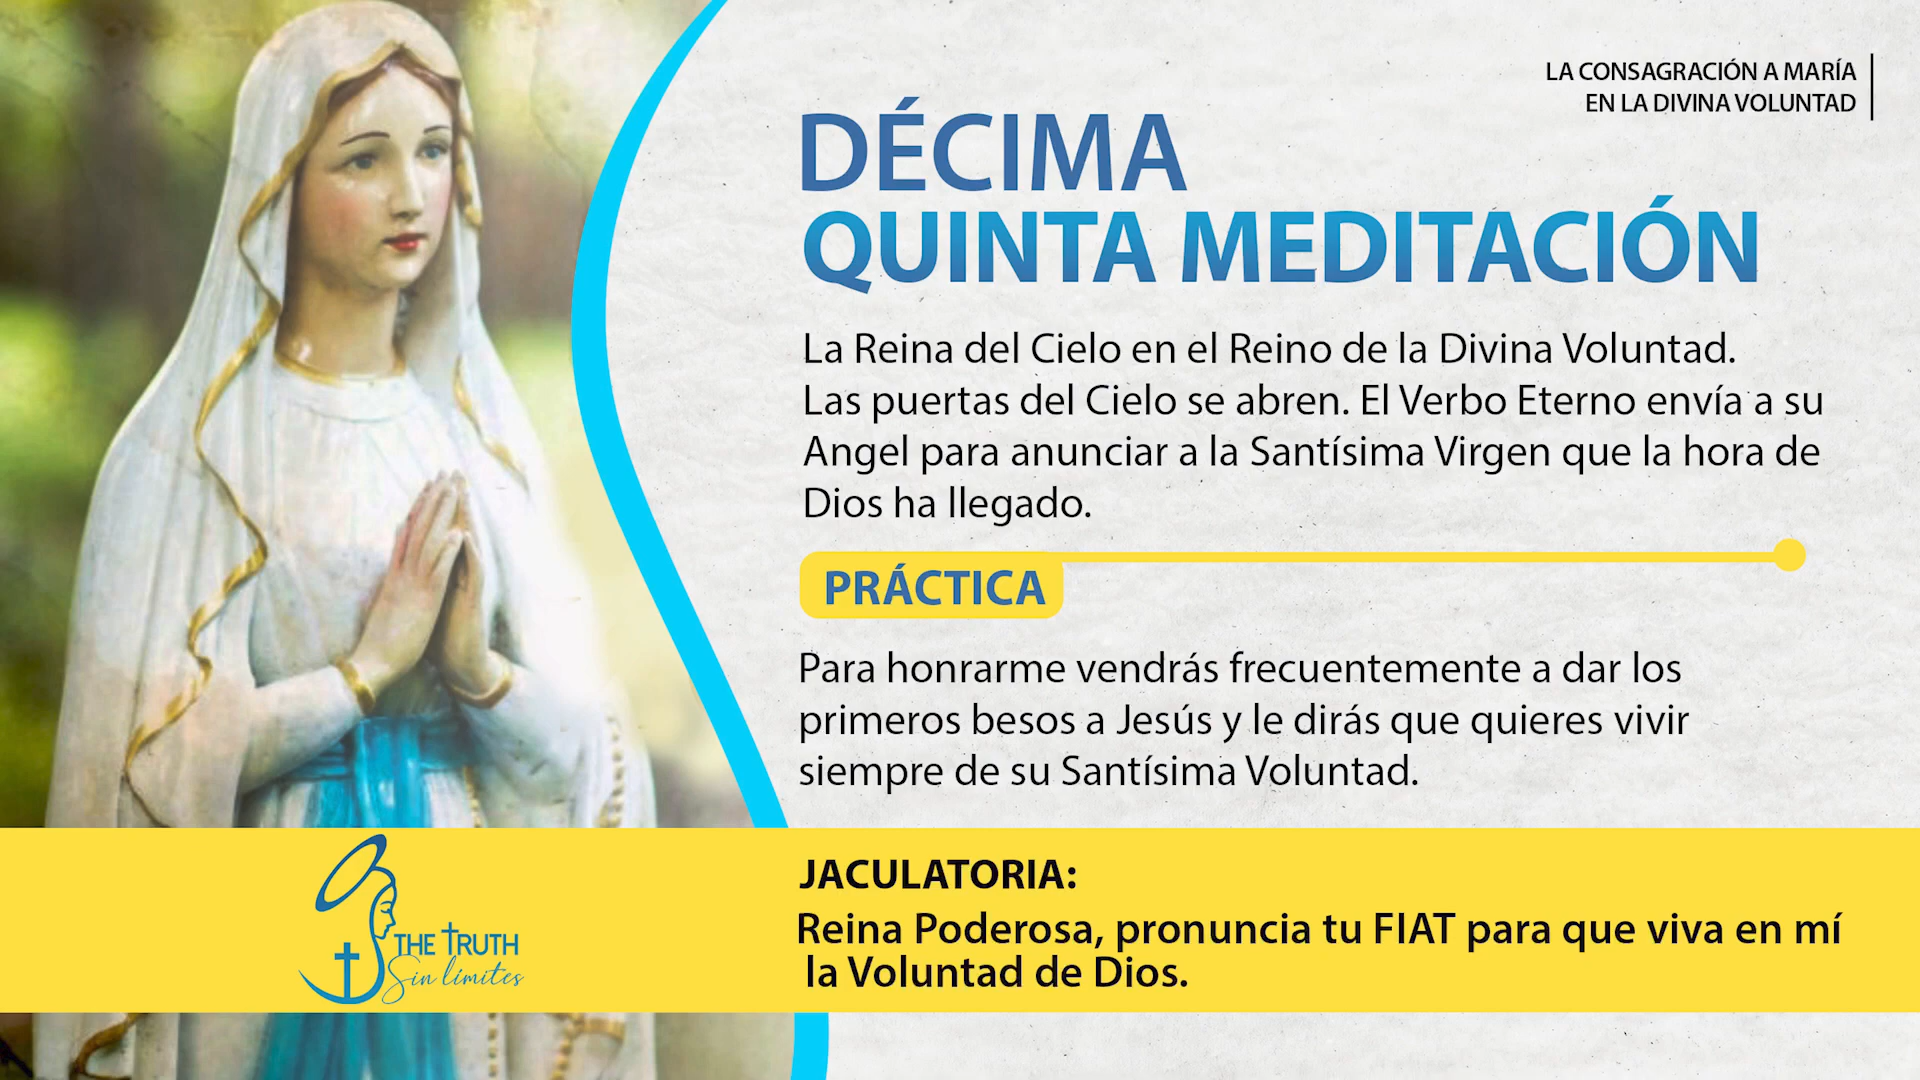 LA CONSAGRACIÓN A MARÍA
EN LA DIVINA VOLUNTAD
DÉCIMA
QUINTA MEDITACIÓN
La Reina del Cielo en el Reino de la Divina Voluntad.
Las puertas del Cielo se abren. El Verbo Eterno envía a su
Angel para anunciar a la Santísima Virgen que la hora de
Dios ha llegado.
PRÁCTICA
Para honrarme vendrás frecuentemente a dar los
primeros besos a Jesús y le dirás que quieres vivir
siempre de su Santísima Voluntad.
JACULATORIA:
Reina Poderosa, pronuncia tu FIAT para que viva en mí
la Voluntad de Dios.
THE TRUTH
Sin límites